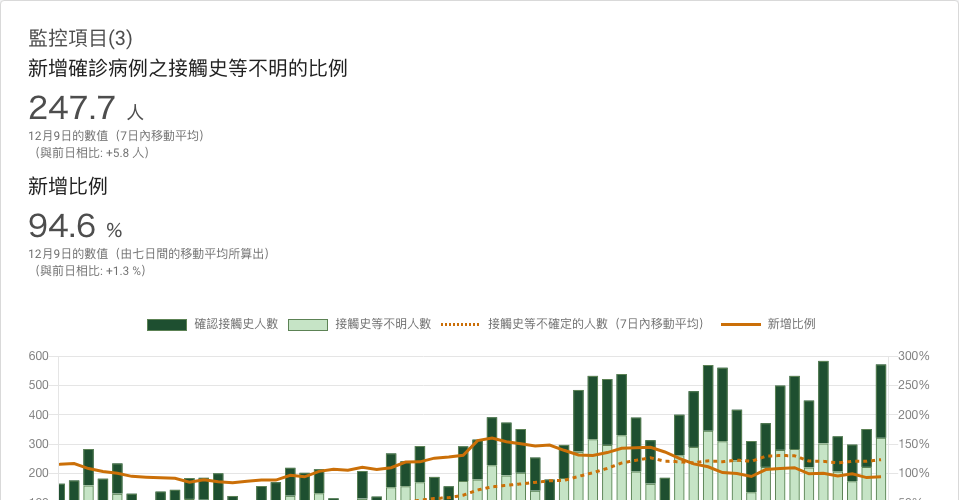 監控項目(3)
新增確診病例之接觸史等不明的比例
247.7 人
12月9日的數值（7日內移動平均）
（與前日相比: +5.8 人）
新增比例
94.6 %
12月9日的數值（由七日間的移動平均所算出）
（與前日相比: +1.3 %）
確認接觸史人數 接觸史等不明人數 接觸史等不確定的人數（7日內移動平均） 新增比例
600 300%
500 250%
400 200%
300 150%
200 100%